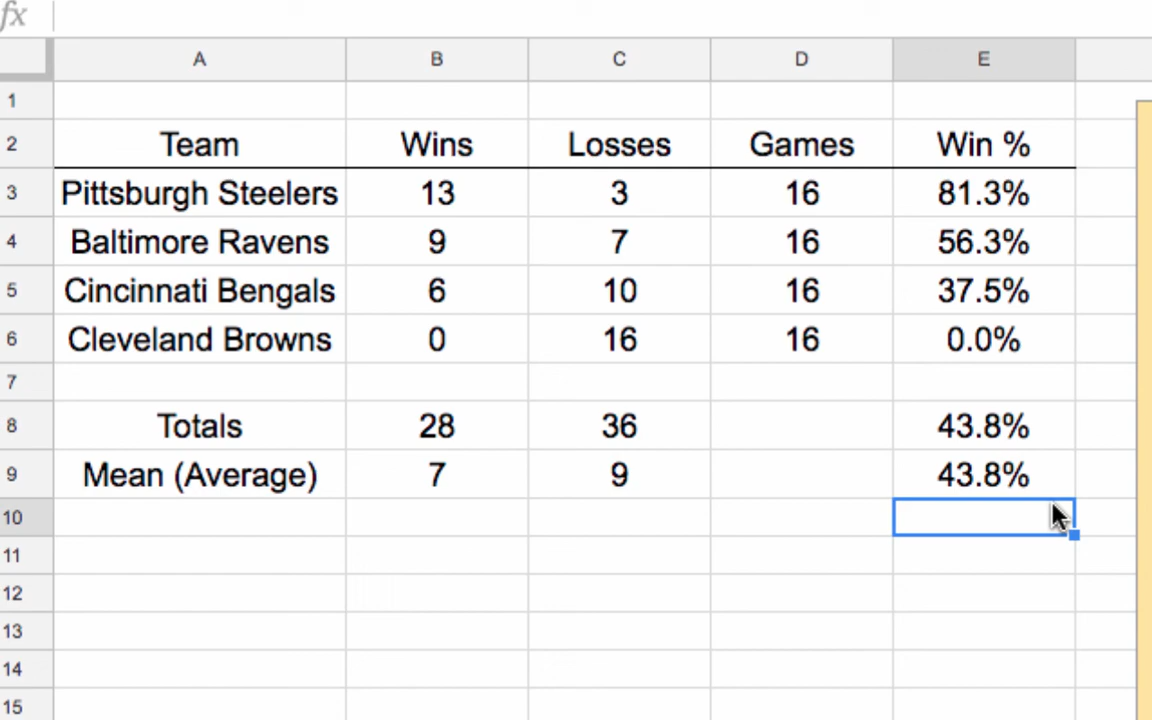 fx
A B C D E
1
2 Team Wins Losses Games Win %
3 Pittsburgh Steelers 13 3 16 81.3%
4 Baltimore Ravens 9 7 16 56.3%
5 Cincinnati Bengals 6 10 16 37.5%
6 Cleveland Browns 0 16 16 0.0%
7
8 Totals 28 36 43.8%
9 Mean (Average) 7 9 43.8%
10
11
12
13
14
15